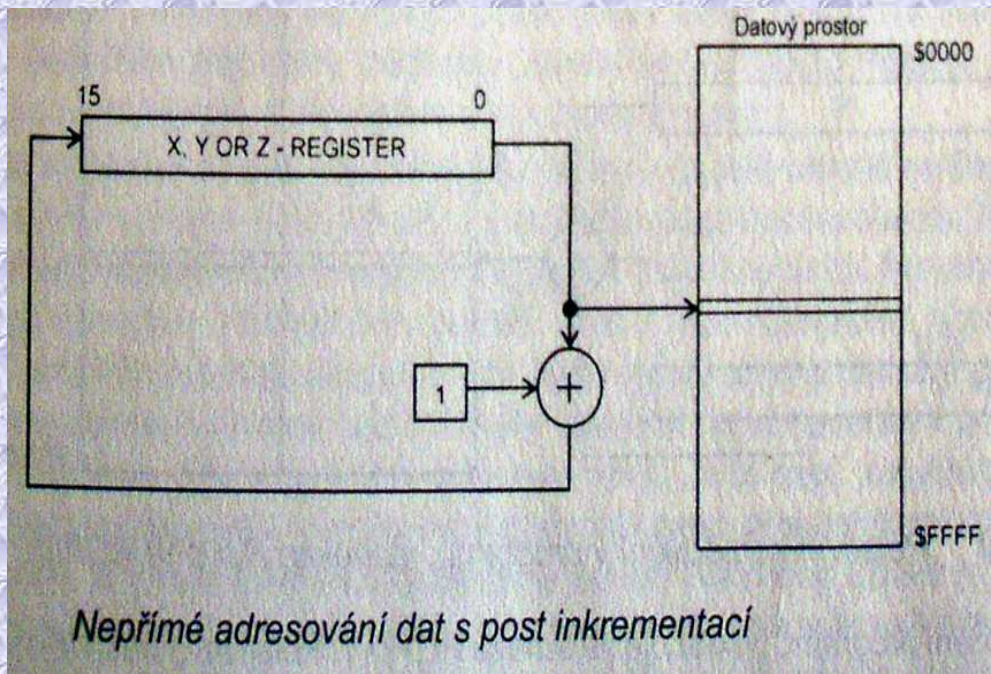 Datový prostor
$0000
15 0
X, Y OR Z - REGISTER
1
+
$FFFF
Nepřímé adresování dat s post inkrementací